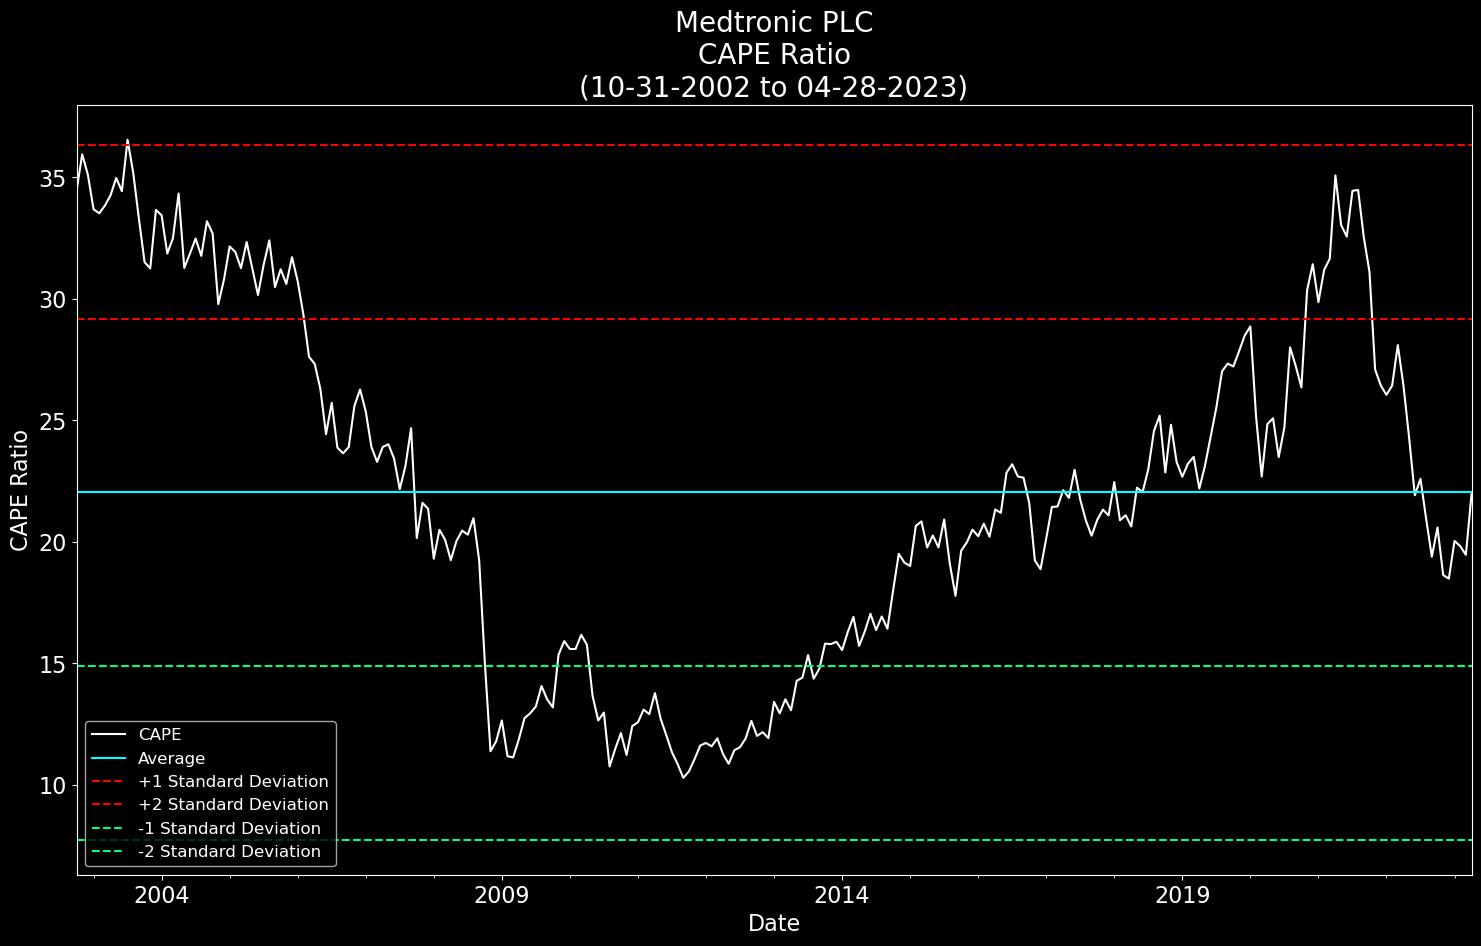 Medtronic PLC
CAPE Ratio
(10-31-2002 to 04-28-2023)
CAPE Ratio
35
30
25
20
15
10
CAPE
Average
+1 Standard Deviation
+2 Standard Deviation
-1 Standard Deviation
-2 Standard Deviation
2004 2009 2014 2019
Date